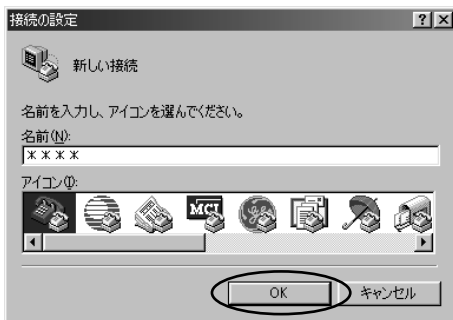 接続の設定
新しい接続
名前を入力し、アイコンを選んでください。
名前(N):
＊＊＊＊
アイコン(I):
MCI
OK
キャンセル